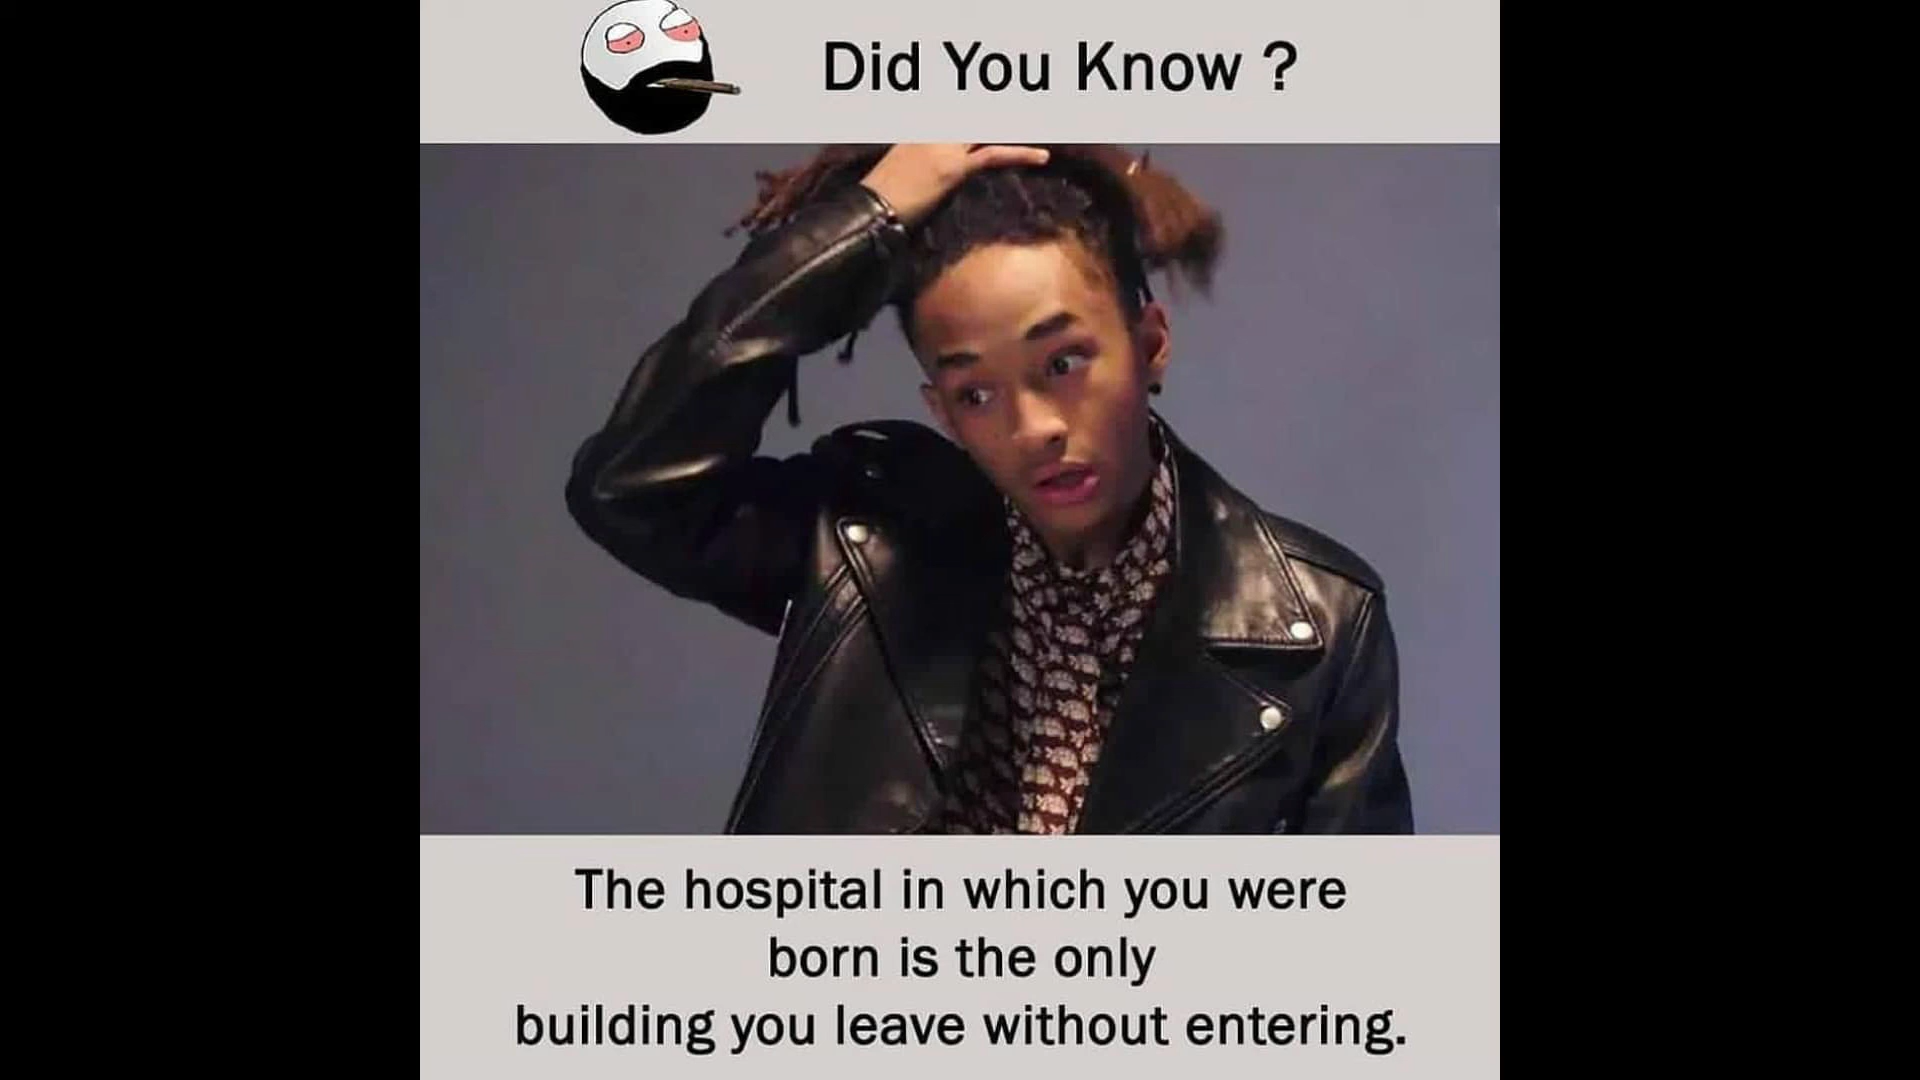 Did You Know ?
The hospital in which you were
born is the only
building you leave without entering.